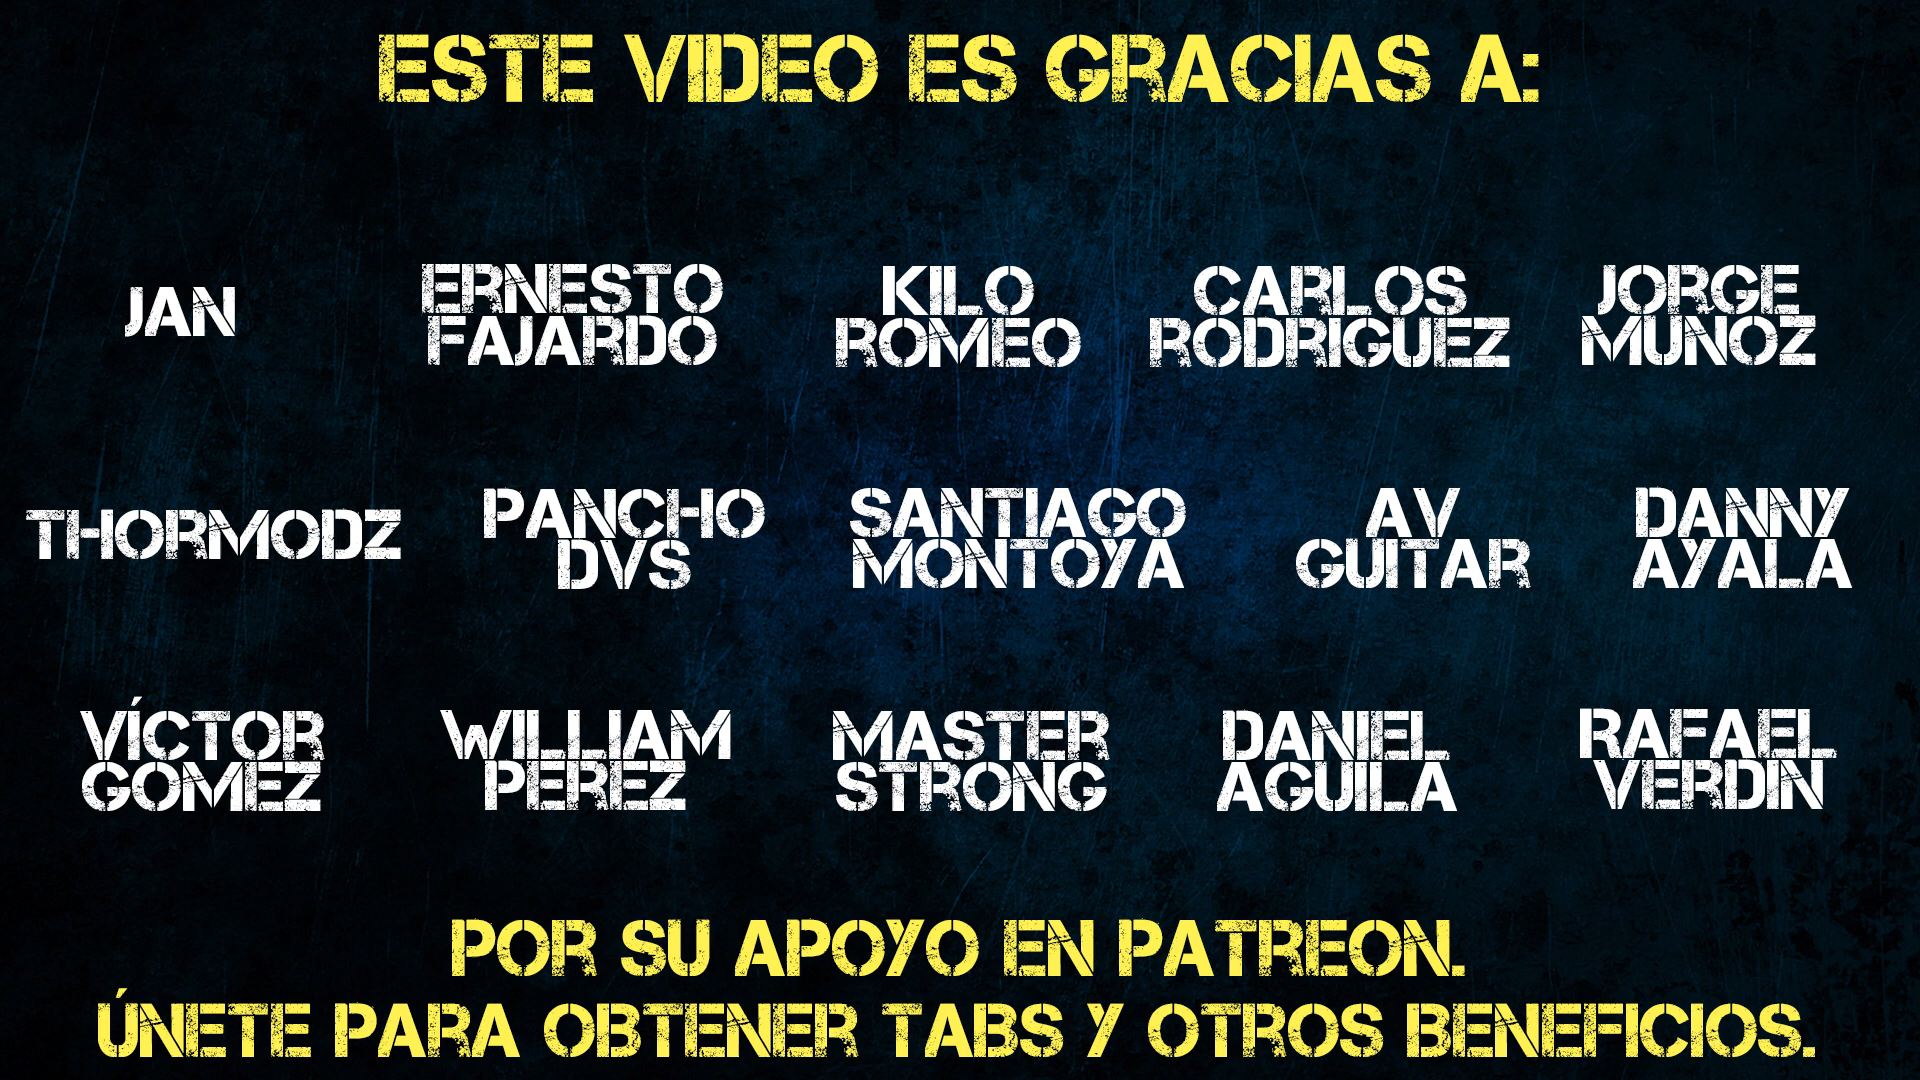 ESTE VIDEO ES GRACIAS A:
JAN
ERNESTO
FAJARDO
KILO
ROMEO
CARLOS
RODRIGUEZ
JORGE
MUNOZ
THORMODZ
PANCHO
DVS
SANTIAGO
MONTOYA
AV
GUITAR
DANNY
AYALA
VÍCTOR
GOMEZ
WILLIAM
PEREZ
MASTER
STRONG
DANIEL
AGUILA
RAFAEL
VERDIN
POR SU APOYO EN PATREON.
ÚNETE PARA OBTENER TABS Y OTROS BENEFICIOS.